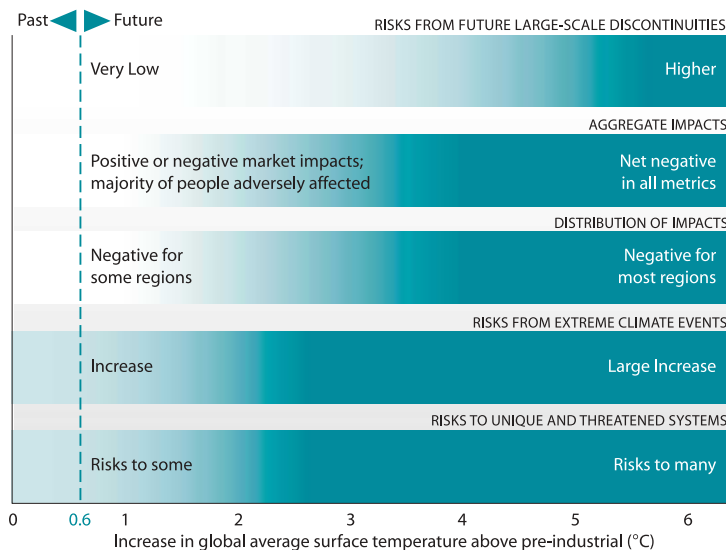 Past Future
RISKS FROM FUTURE LARGE-SCALE DISCONTINUITIES
Very Low
Higher
AGGREGATE IMPACTS
Positive or negative market impacts;
majority of people adversely affected
Net negative
in all metrics
DISTRIBUTION OF IMPACTS
Negative for
some regions
Negative for
most regions
RISKS FROM EXTREME CLIMATE EVENTS
Increase
Large Increase
RISKS TO UNIQUE AND THREATENED SYSTEMS
Risks to some
Risks to many
0 0.6 1 2 3 4 5 6
Increase in global average surface temperature above pre-industrial (°C)